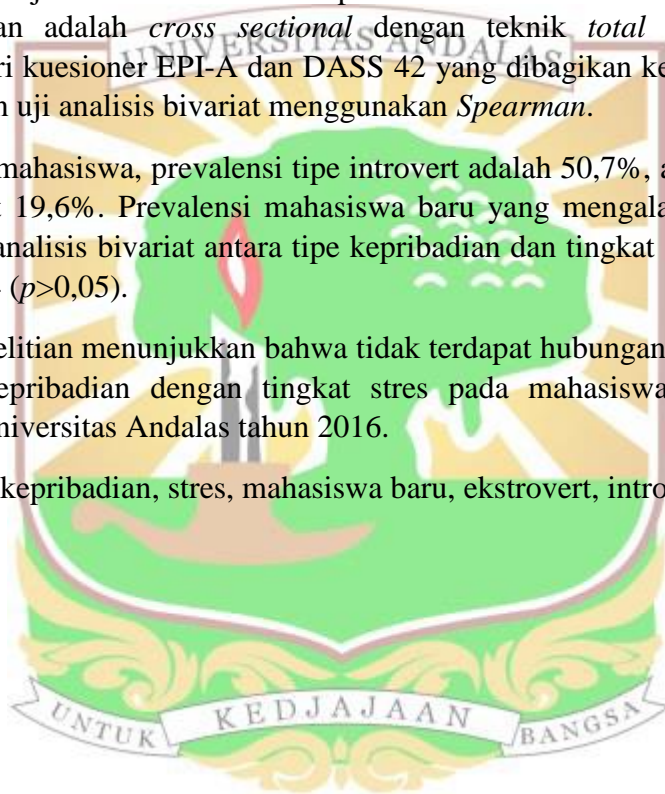 an adalah cross sectional dengan teknik total
UNIVERSITAS ANDALAS
ri kuesioner EPI-A dan DASS 42 yang dibagikan ke
n uji analisis bivariat menggunakan Spearman.
mahasiswa, prevalensi tipe introvert adalah 50,7%, a
t 19,6%. Prevalensi mahasiswa baru yang mengala
analisis bivariat antara tipe kepribadian dan tingkat
(p>0,05).
elitian menunjukkan bahwa tidak terdapat hubungan
epribadian dengan tingkat stres pada mahasiswa
niversitas Andalas tahun 2016.
kepribadian, stres, mahasiswa baru, ekstrovert, intro
UNTUK KEDJAJAAN BANGSA